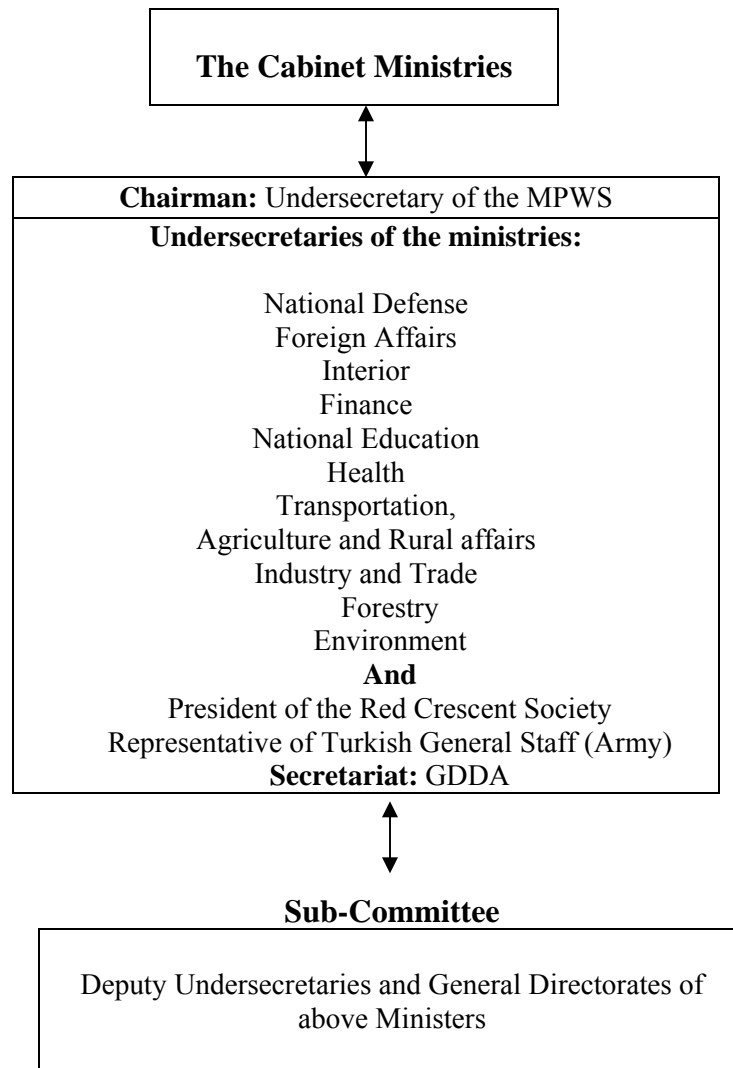 The Cabinet Ministries
Chairman: Undersecretary of the MPWS
Undersecretaries of the ministries:
National Defense
Foreign Affairs
Interior
Finance
National Education
Health
Transportation,
Agriculture and Rural affairs
Industry and Trade
Forestry
Environment
And
President of the Red Crescent Society
Representative of Turkish General Staff (Army)
Secretariat: GDDA
Sub-Committee
Deputy Undersecretaries and General Directorates of
above Ministers